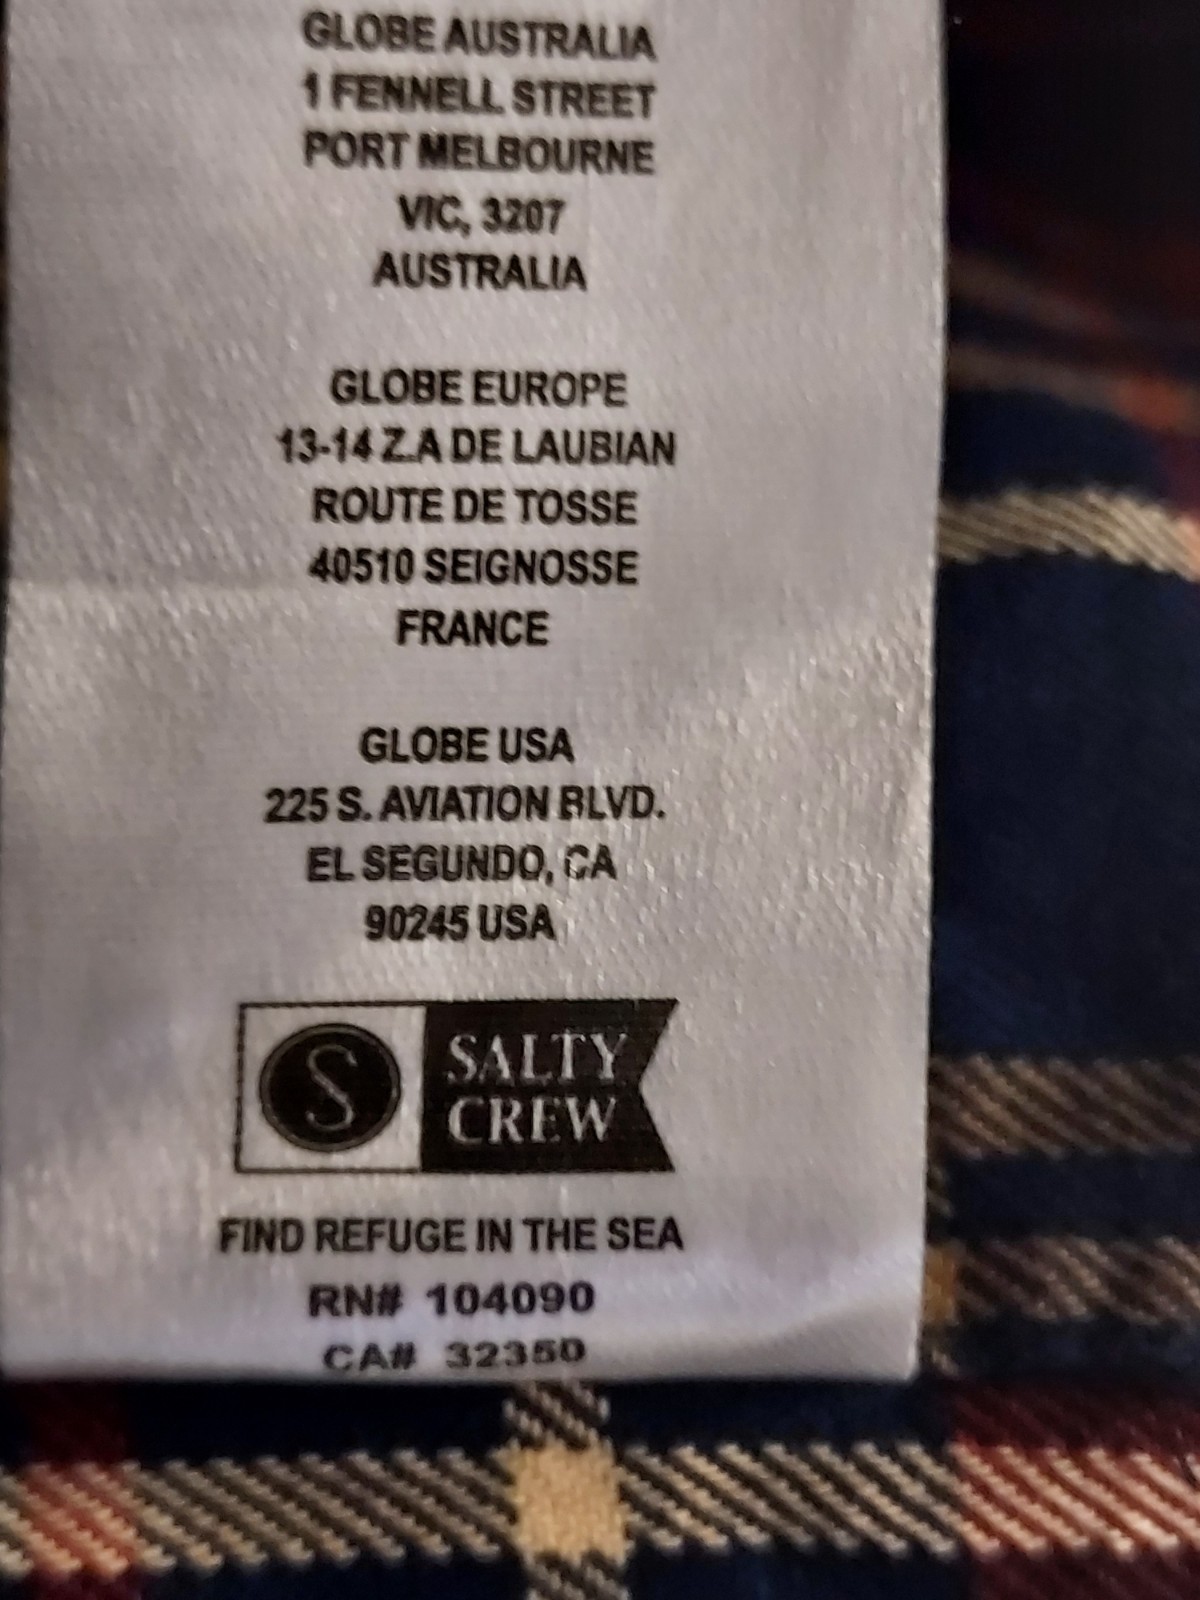 GLOBE AUSTRALIA
1 FENNELL STREET
PORT MELBOURNE
VIC, 3207
AUSTRALIA
GLOBE EUROPE
13-14 Z.A DE LAUBIAN
ROUTE DE TOSSE
40510 SEIGNOSSE
FRANCE
GLOBE USA
225 S. AVIATION BLVD.
EL SEGUNDO, CA
90245 USA
S
SALTY
CREW
FIND REFUGE IN THE SEA
RN# 104090
CA# 32350